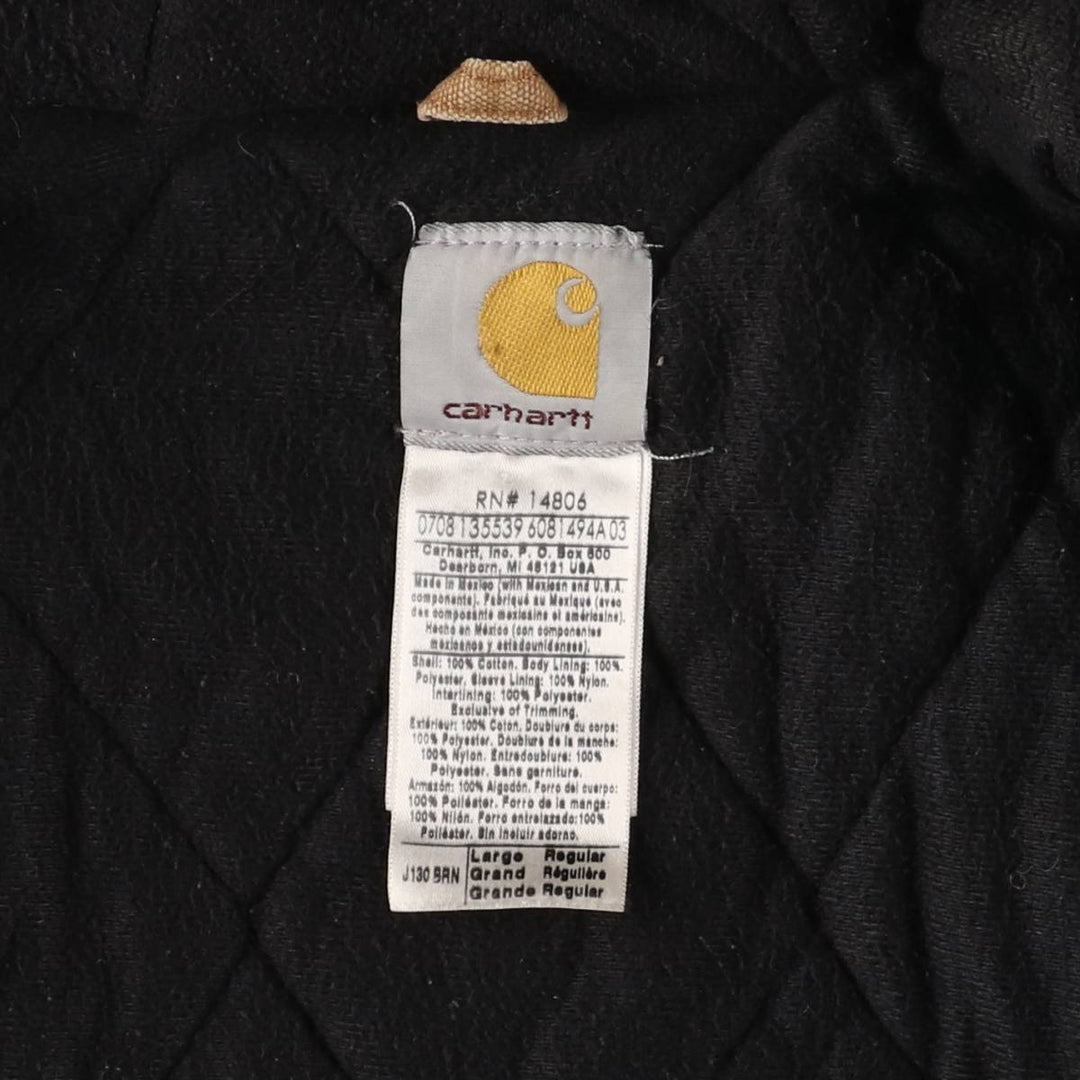 carhartt
RN# 14806
0708 135539 6081494A 03
Carhartt, Inc. P. O. Box 600
Dearborn, MI 48121 USA
Made in Mexico (with Mexican and U.S.A.
components). Fabriqué au Mexique (avec
des composants mexicains et américains).
Hecho en México (con componentes
mexicanos y estadounidenses).
Shell: 100% Cotton. Body Lining: 100%.
Polyester, Sleeve Lining: 100% Nylon.
Interlining: 100% Polyester.
Exclusive of Trimming.
Extérieur: 100% Coton. Doublure du corps:
100% Polyester. Doublure de la manche:
100% Nylon. Entredoublure: 100%
Polyester. Sans garniture.
Armazón: 100% Algodón. Forro del cuerpo:
100% Poliéster. Forro de la manga:
100% Nilón. Forro entrelazado:100%
Poliéster. Sin incluir adorno.
J130 BRN
Large Regular
Grand Régulière
Grande Regular